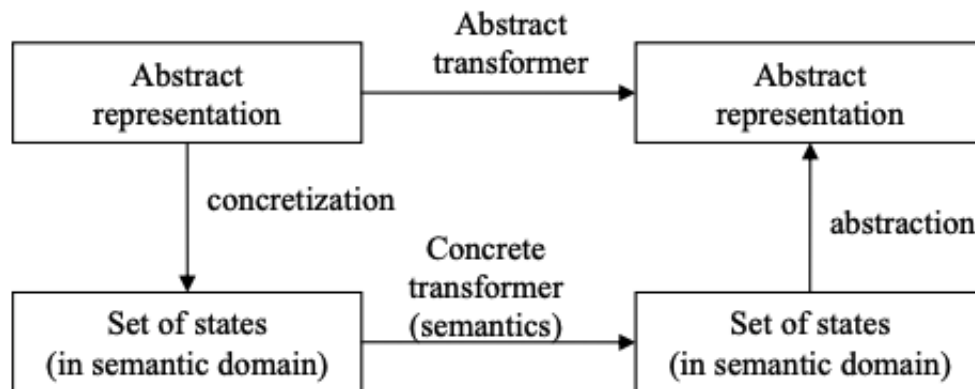 Abstract
representation
Abstract
transformer
Abstract
representation
concretization
abstraction
Set of states
(in semantic domain)
Concrete
transformer
(semantics)
Set of states
(in semantic domain)